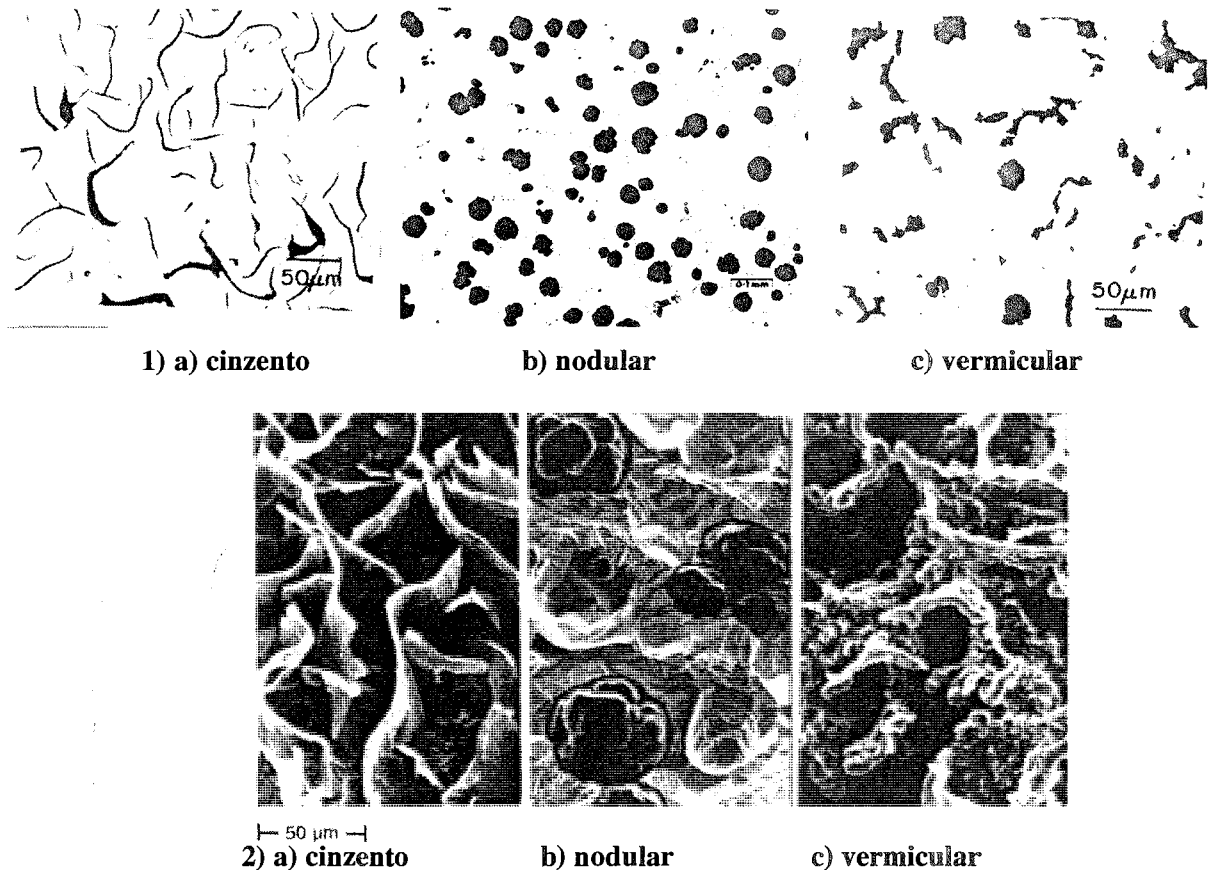 50μm
0·1mm
50μm
1) a) cinzento b) nodular c) vermicular
50 μm
2) a) cinzento b) nodular c) vermicular